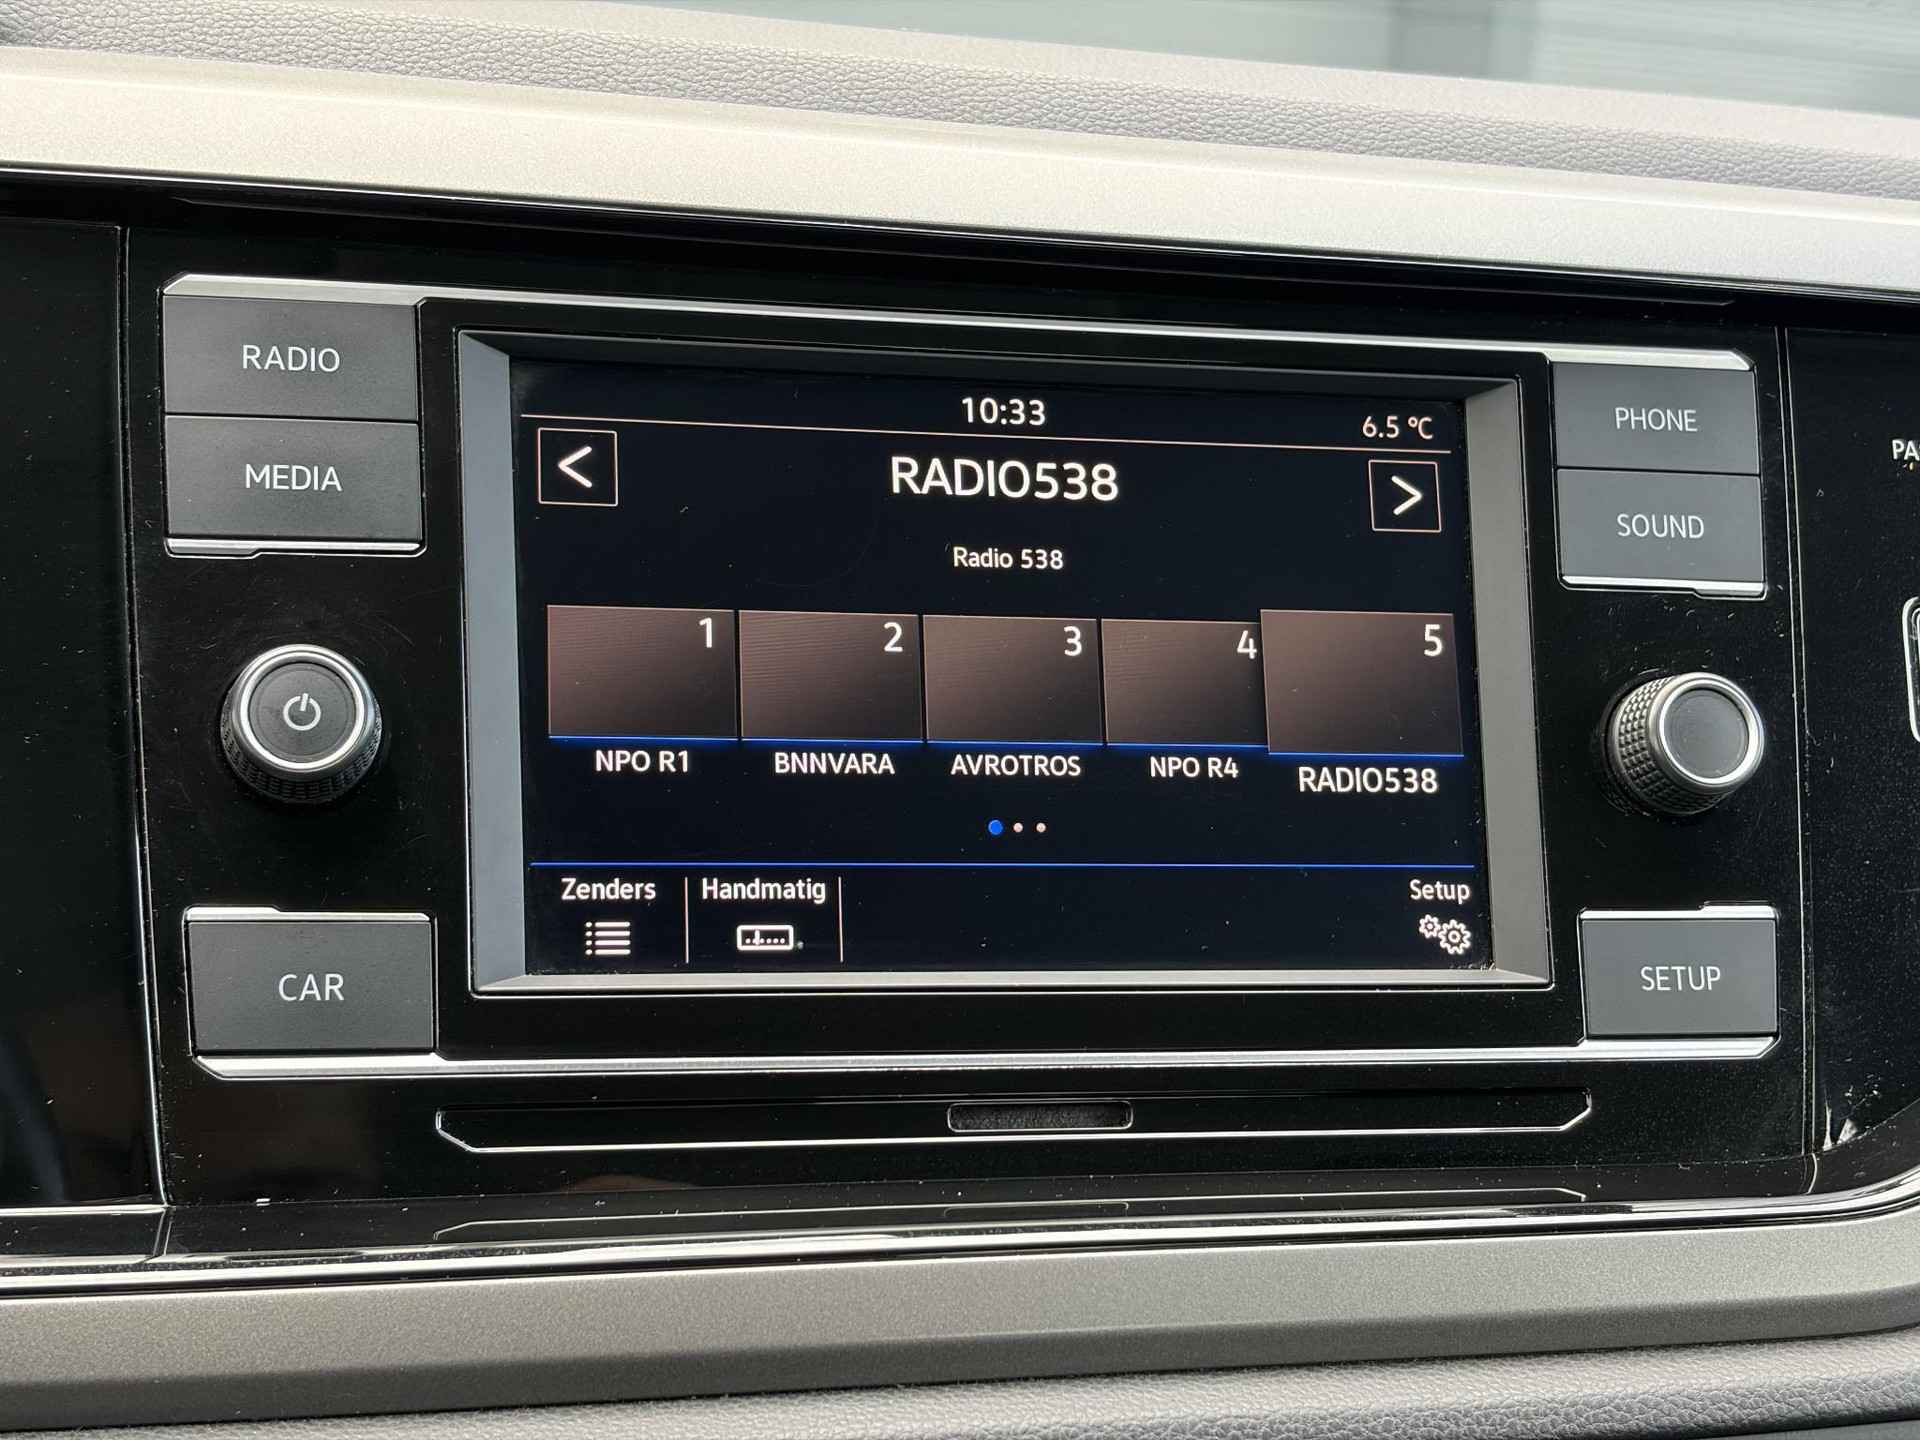 RADIO
MEDIA
CAR
10:33
6.5 °C
<
RADIO538
>
Radio 538
1
2
3
4
5
NPO R1
BNNVARA
AVROTROS
NPO R4
RADIO538
Zenders
Handmatig
Setup
PHONE
SOUND
SETUP